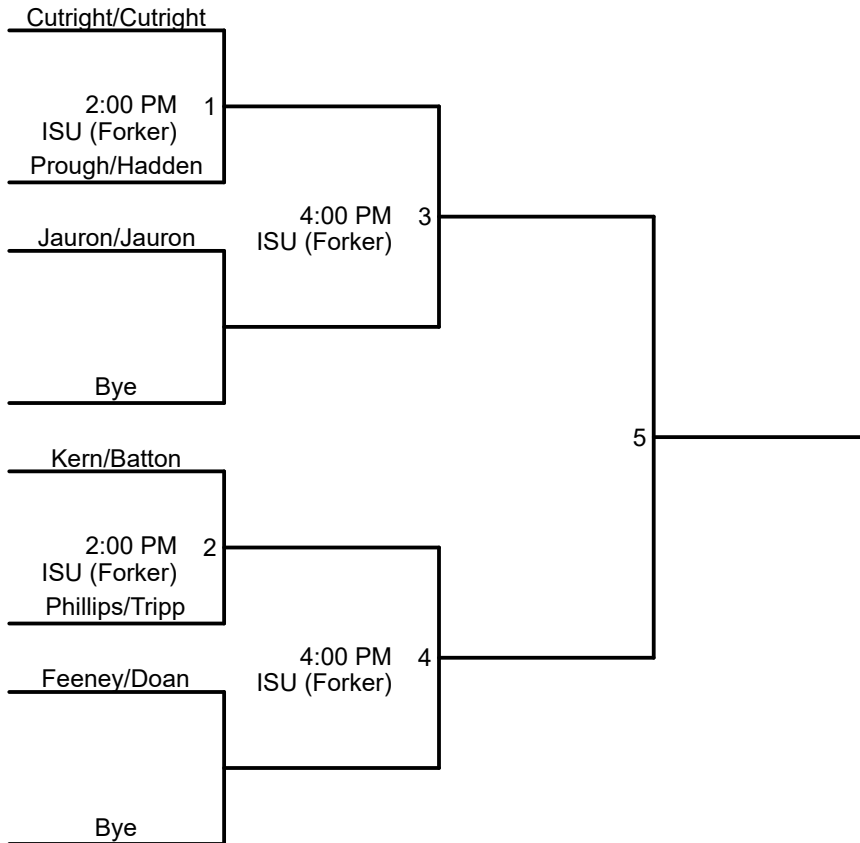 Cutright/Cutright
2:00 PM 1
ISU (Forker)
Prough/Hadden
4:00 PM 3
ISU (Forker)
Jauron/Jauron
Bye
5
Kern/Batton
2:00 PM 2
ISU (Forker)
Phillips/Tripp
4:00 PM 4
ISU (Forker)
Feeney/Doan
Bye